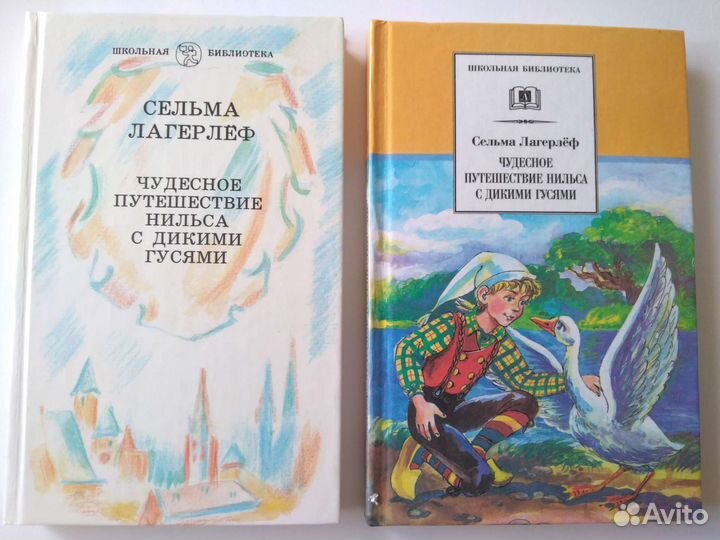 ШКОЛЬНАЯ БИБЛИОТЕКА
СЕЛЬМА
ЛАГЕРЛЁФ
ЧУДЕСНОЕ
ПУТЕШЕСТВИЕ
НИЛЬСА
С ДИКИМИ
ГУСЯМИ
ШКОЛЬНАЯ БИБЛИОТЕКА
Сельма Лагерлёф
ЧУДЕСНОЕ
ПУТЕШЕСТВИЕ НИЛЬСА
С ДИКИМИ ГУСЯМИ
Avito